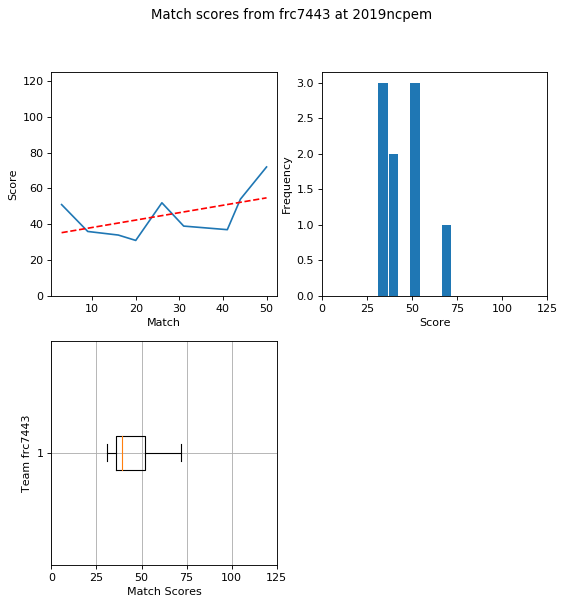 Match scores from frc7443 at 2019ncpem
120
100
80
60
40
20
0
Score
10 20 30 40 50
Match
3.0
2.5
2.0
1.5
1.0
0.5
0.0
Frequency
0 25 50 75 100 125
Score
Team frc7443
1
0 25 50 75 100 125
Match Scores